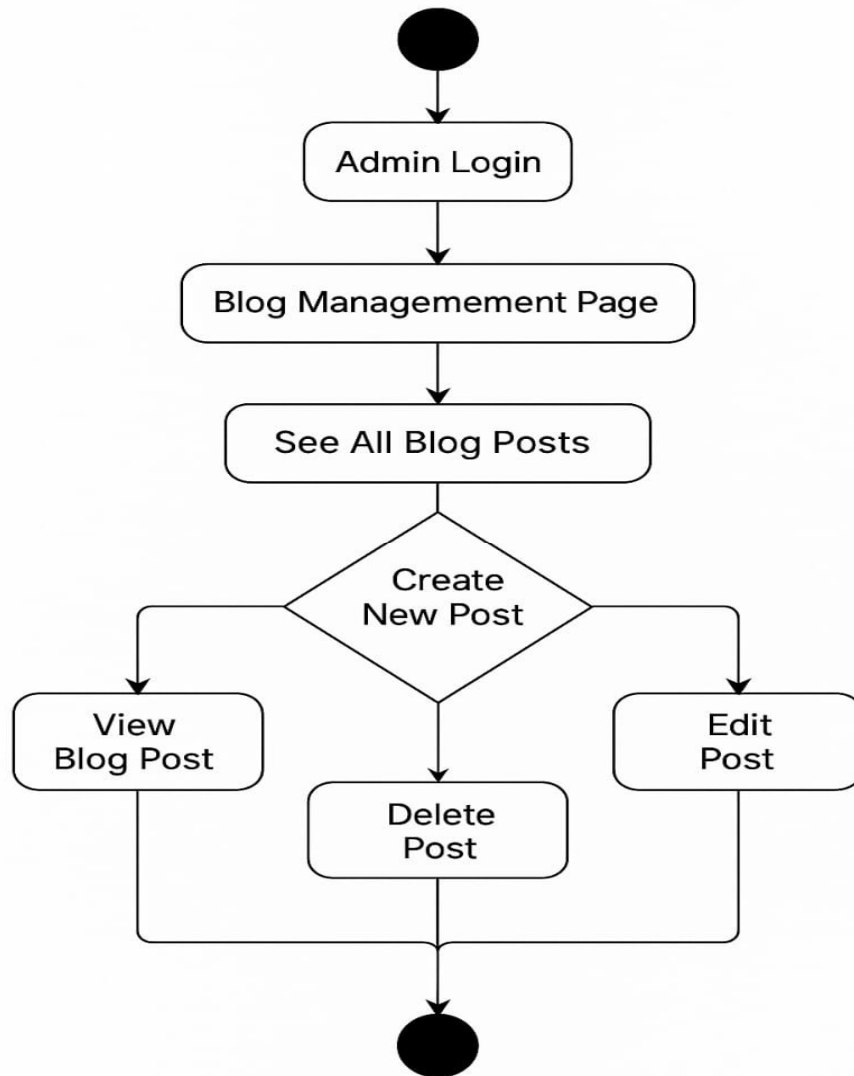 Admin Login
Blog Managemement Page
See All Blog Posts
Create
New Post
View
Blog Post
Edit
Post
Delete
Post